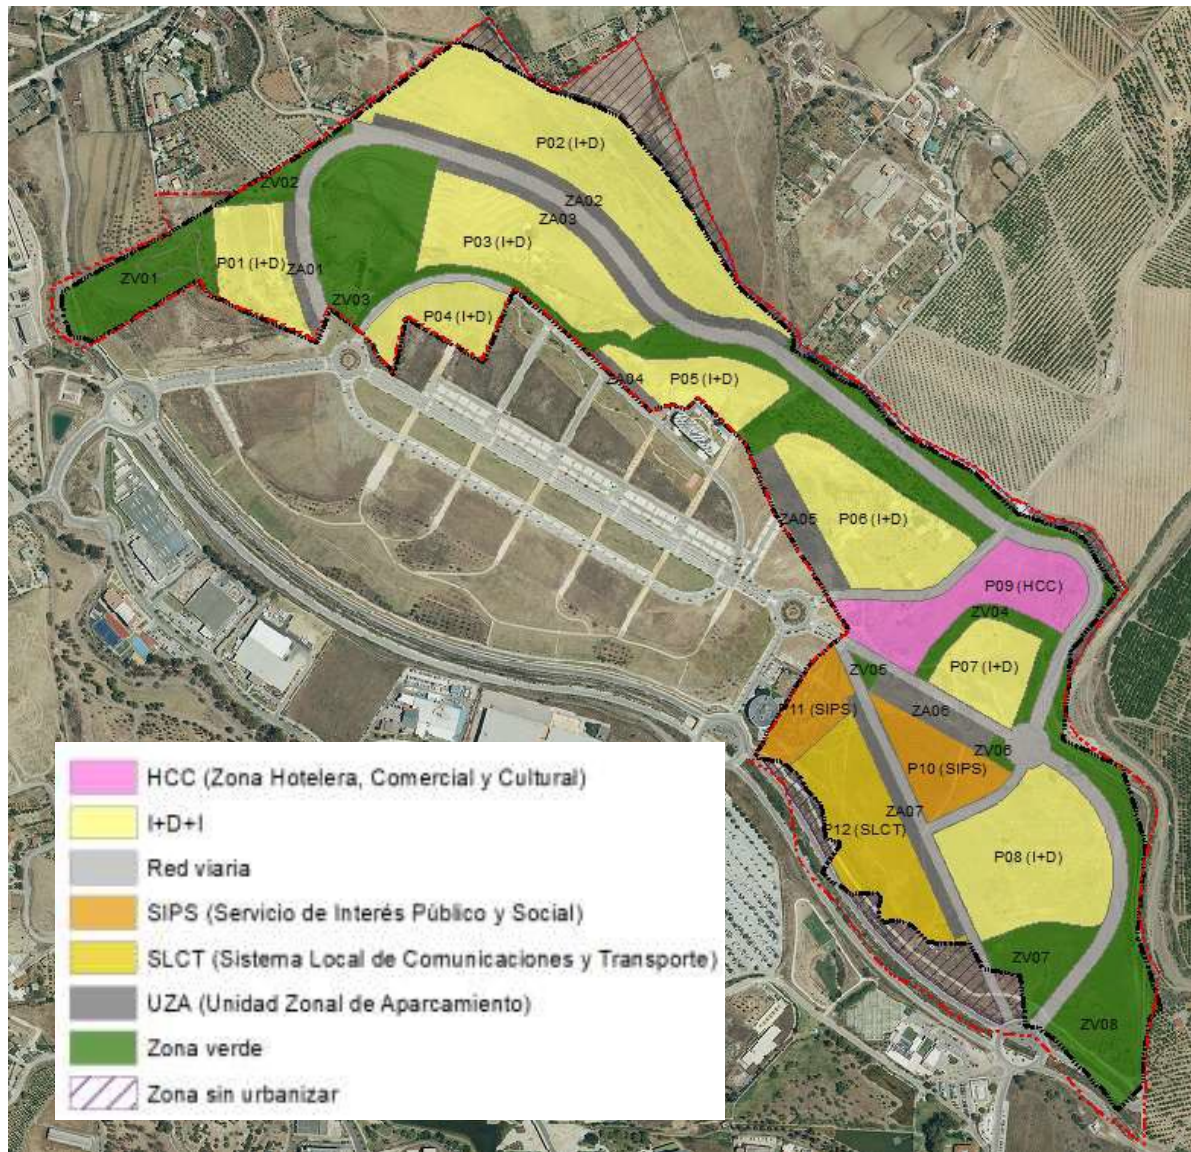 P02 (I+D)
ZV02
ZA02
ZA03
P03 (I+D)
P01 (I+D)
ZA01
ZV01
ZV03
P04 (I+D)
ZA04
P05 (I+D)
ZA05
P06 (I+D)
P09 (HCC)
ZV04
P07 (I+D)
ZV05
P11 (SIPS)
ZA06
ZV06
P10 (SIPS)
ZA07
P12 (SLCT)
P08 (I+D)
ZV07
ZV08
HCC (Zona Hotelera, Comercial y Cultural)
I+D+I
Red viaria
SIPS (Servicio de Interés Público y Social)
SLCT (Sistema Local de Comunicaciones y Transporte)
UZA (Unidad Zonal de Aparcamiento)
Zona verde
Zona sin urbanizar